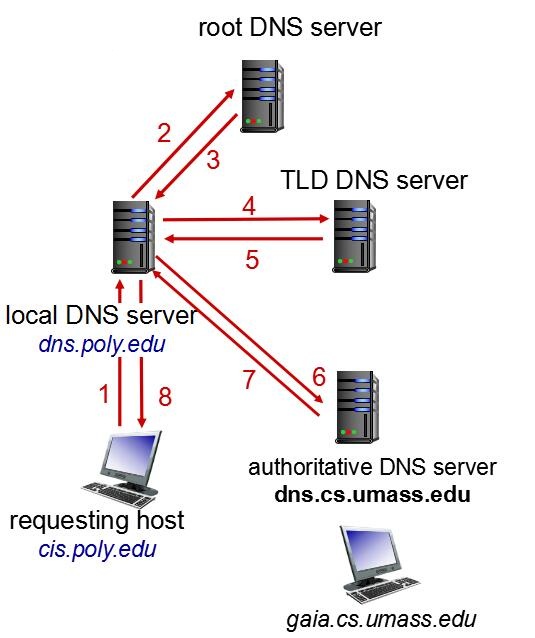 root DNS server
2
3
TLD DNS server
4
5
local DNS server
dns.poly.edu
6
7
1
8
authoritative DNS server
dns.cs.umass.edu
requesting host
cis.poly.edu
gaia.cs.umass.edu